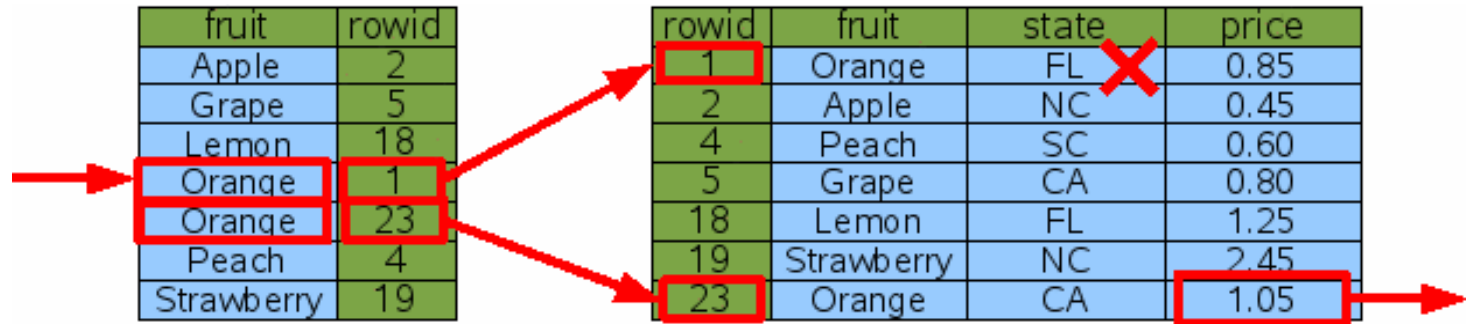 fruit rowid
Apple 2
Grape 5
Lemon 18
Orange 1
Orange 23
Peach 4
Strawberry 19
rowid fruit state price
1 Orange FL 0.85
2 Apple NC 0.45
4 Peach SC 0.60
5 Grape CA 0.80
18 Lemon FL 1.25
19 Strawberry NC 2.45
23 Orange CA 1.05